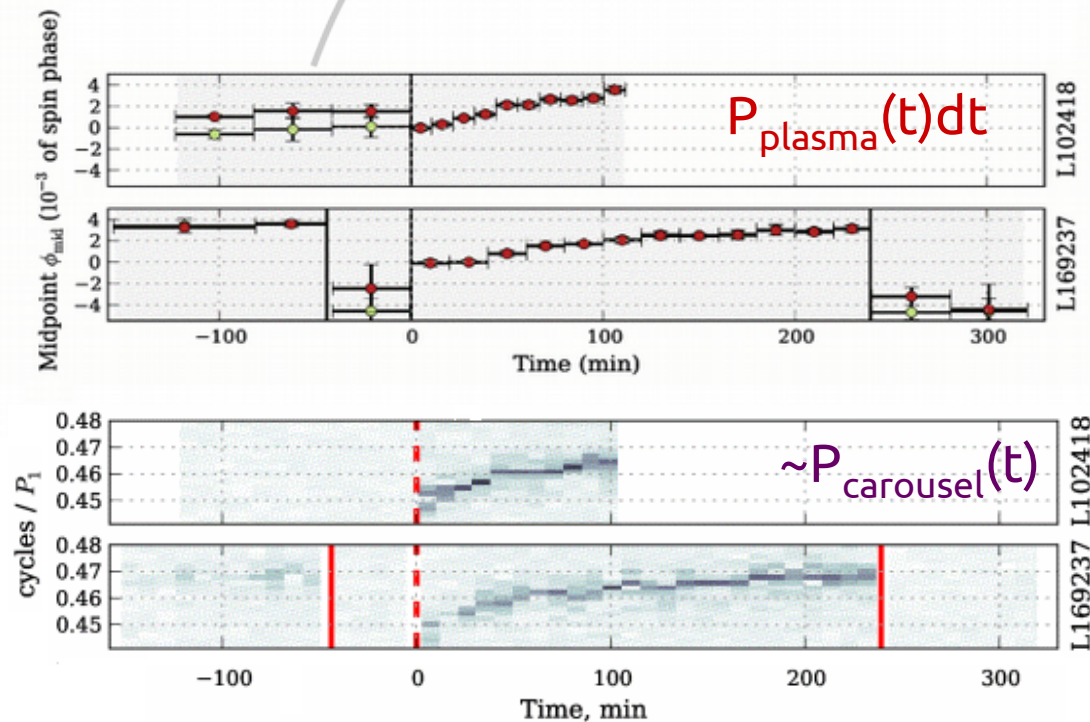 Midpoint ϕmid (10⁻³ of spin phase)
4
2
0
−2
−4
Pplasma(t)dt
L102418
4
2
0
−2
−4
L169237
−100 0 100 200 300
Time (min)
cycles / P1
0.48
0.47
0.46
0.45
~Pcarousel(t)
L102418
0.48
0.47
0.46
0.45
L169237
−100 0 100 200 300
Time, min